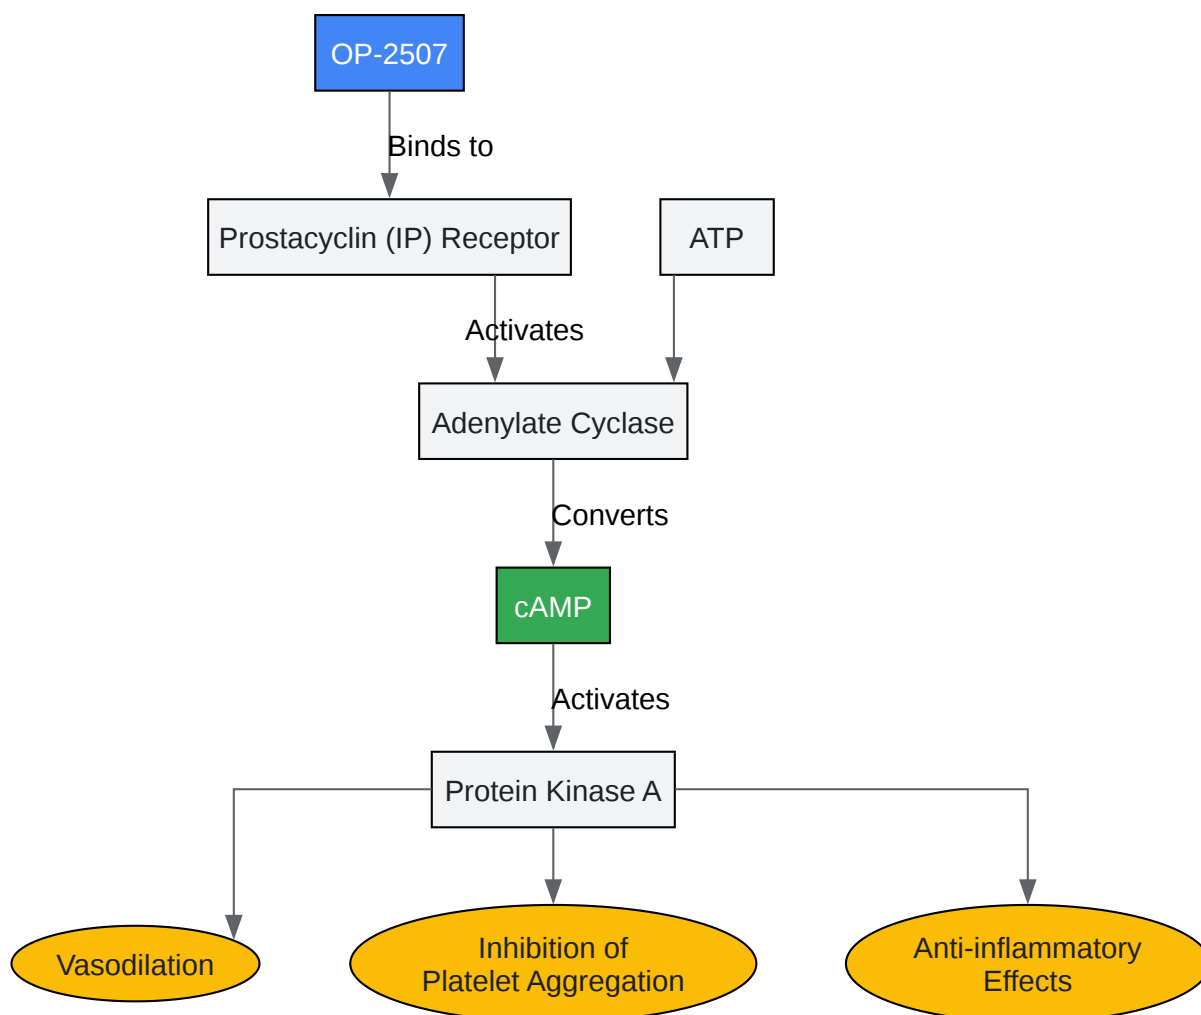 OP-2507
Binds to
Prostacyclin (IP) Receptor
ATP
Activates
Adenylate Cyclase
Converts
cAMP
Activates
Protein Kinase A
Vasodilation
Inhibition of
Platelet Aggregation
Anti-inflammatory
Effects